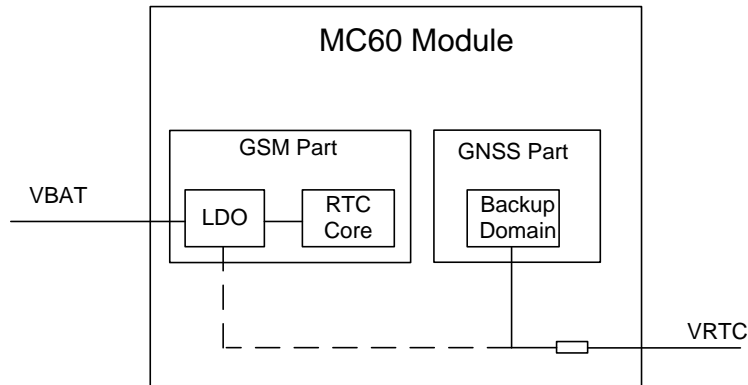 MC60 Module
GSM Part
GNSS Part
VBAT
LDO
RTC
Core
Backup
Domain
VRTC